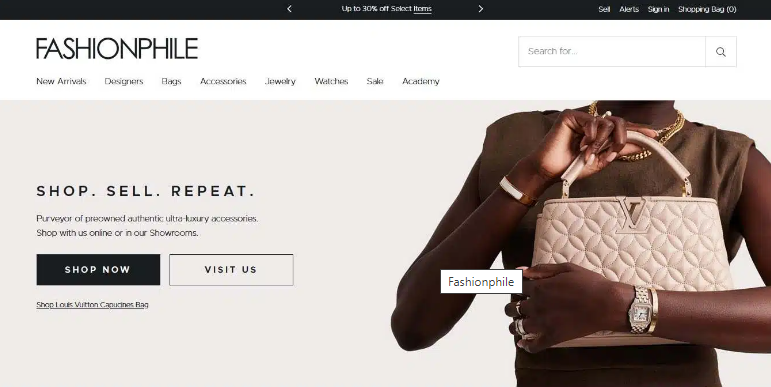 Up to 30% off Select Items
Sell Alerts Sign in Shopping Bag (0)
FASHIONPHILE
Search for...
New Arrivals Designers Bags Accessories Jewelry Watches Sale Academy
SHOP. SELL. REPEAT.
Purveyor of preowned authentic ultra-luxury accessories.
Shop with us online or in our Showrooms.
SHOP NOW VISIT US
Fashionphile
Shop Louis Vuitton Capucines Bag